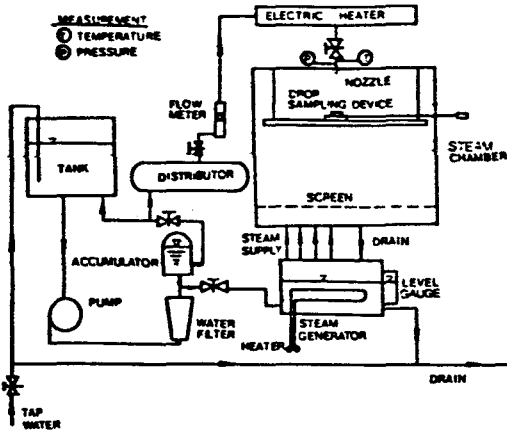 MEASUREMENT
T TEMPERATURE
P PRESSURE
ELECTRIC HEATER
P
T
NOZZLE
DROP
SAMPLING DEVICE
FLOW
METER
STEAM
CHAMBER
TANK
DISTRIBUTOR
SCREEN
STEAM
SUPPLY
DRAIN
ACCUMULATOR
LEVEL
GAUGE
PUMP
WATER
FILTER
STEAM
GENERATOR
HEATER
DRAIN
TAP
WATER